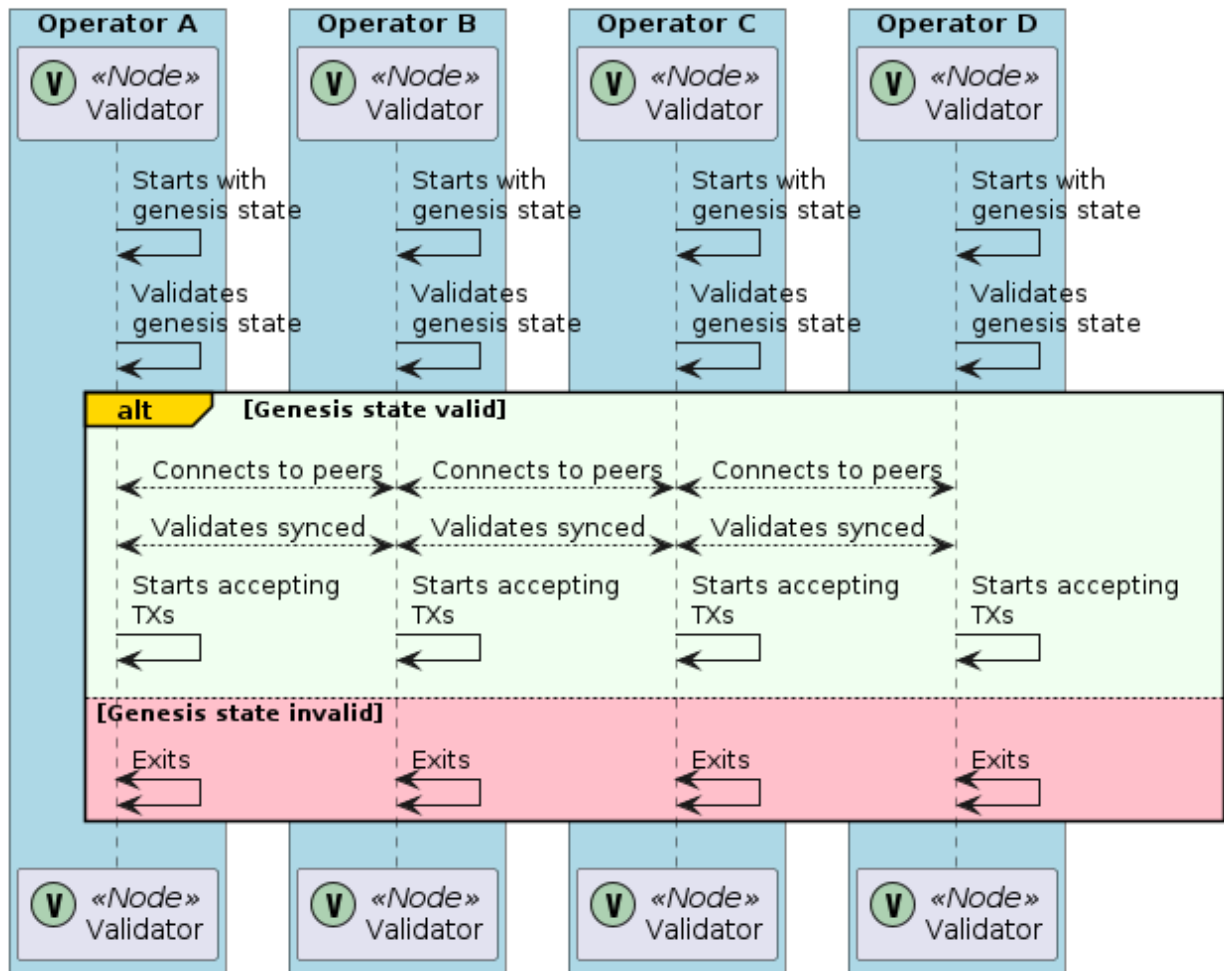 Operator A Operator B Operator C Operator D
V «Node» V «Node» V «Node» V «Node»
Validator Validator Validator Validator
Starts with Starts with Starts with Starts with
genesis state genesis state genesis state genesis state
Validates Validates Validates Validates
genesis state genesis state genesis state genesis state
alt [Genesis state valid]
Connects to peers Connects to peers Connects to peers
Validates synced Validates synced Validates synced
Starts accepting Starts accepting Starts accepting Starts accepting
TXs TXs TXs TXs
[Genesis state invalid]
Exits Exits Exits Exits
V «Node» V «Node» V «Node» V «Node»
Validator Validator Validator Validator